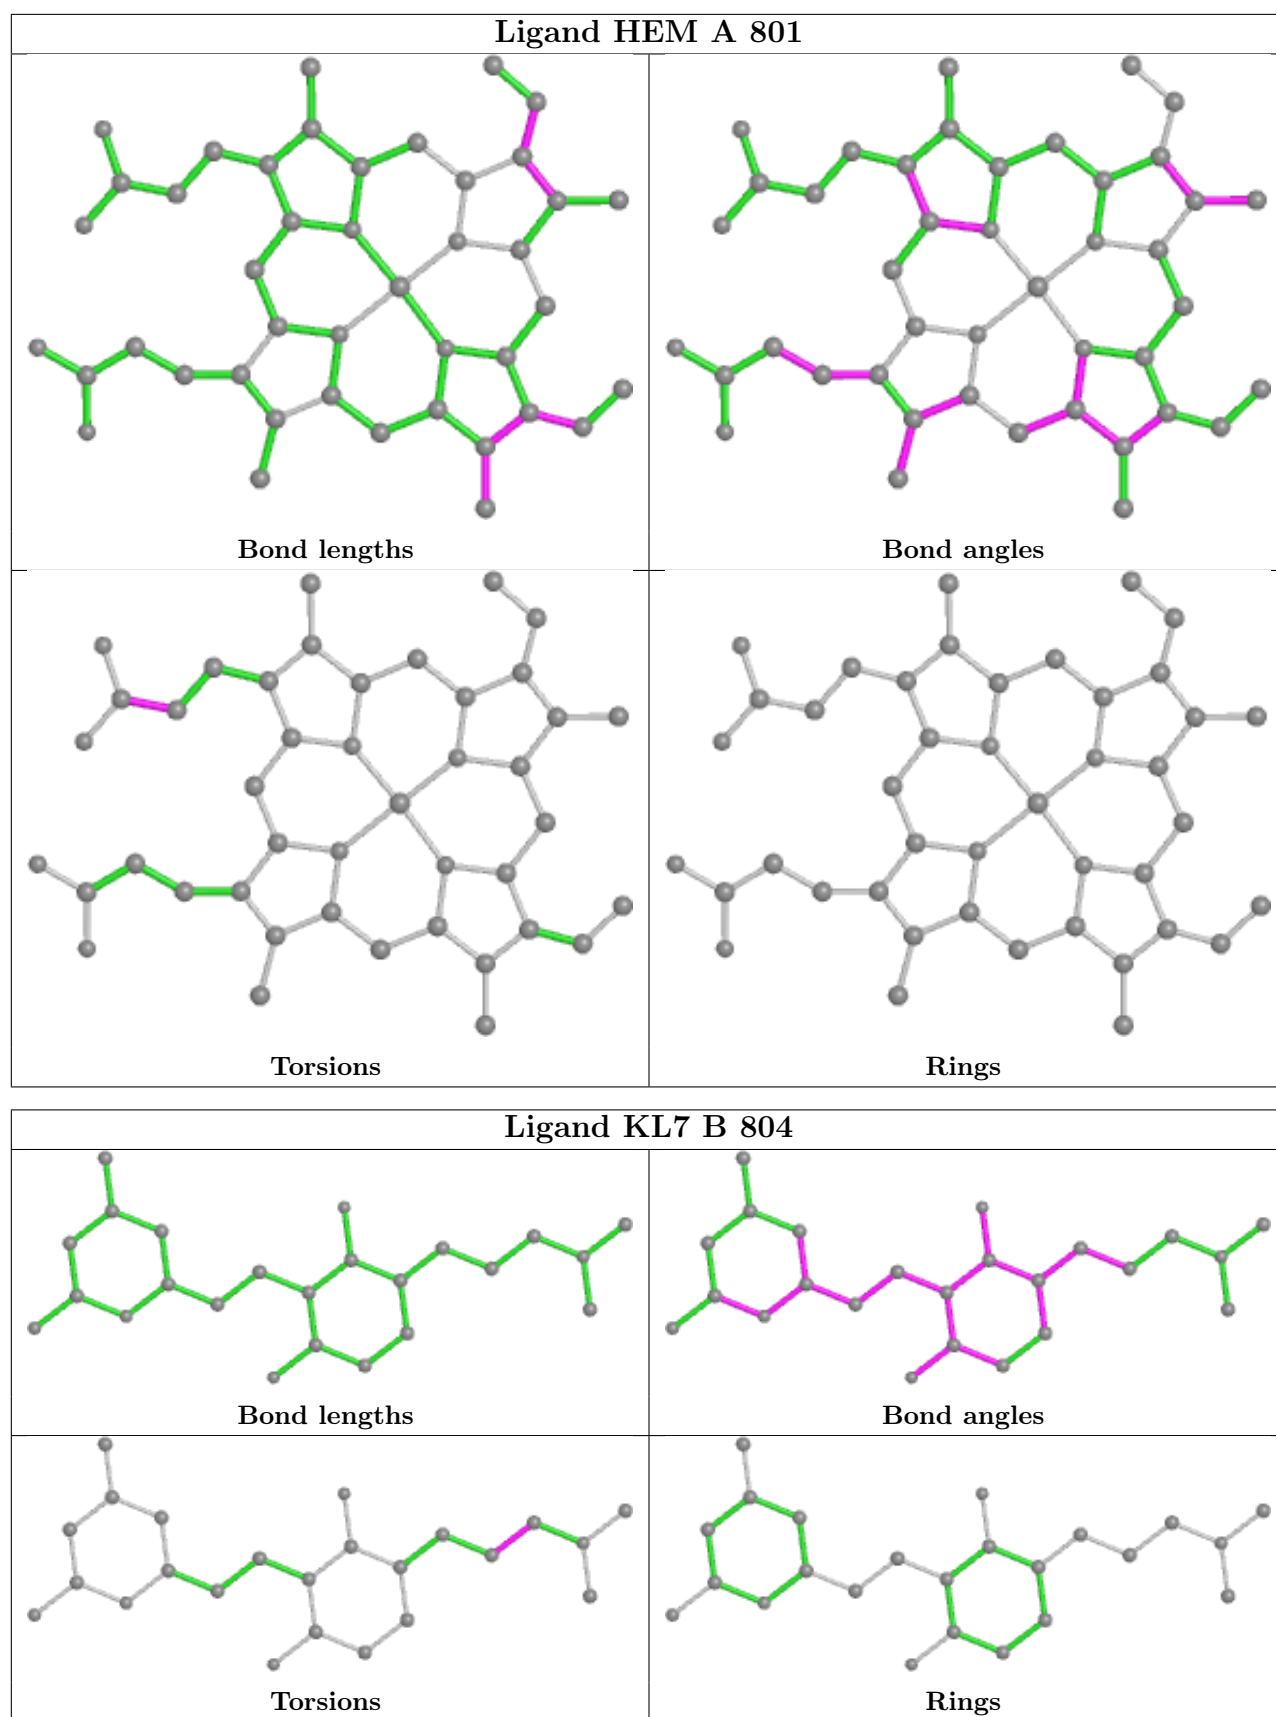 Ligand HEM A 801
Bond lengths
Bond angles
Torsions
Rings
Ligand KL7 B 804
Bond lengths
Bond angles
Torsions
Rings